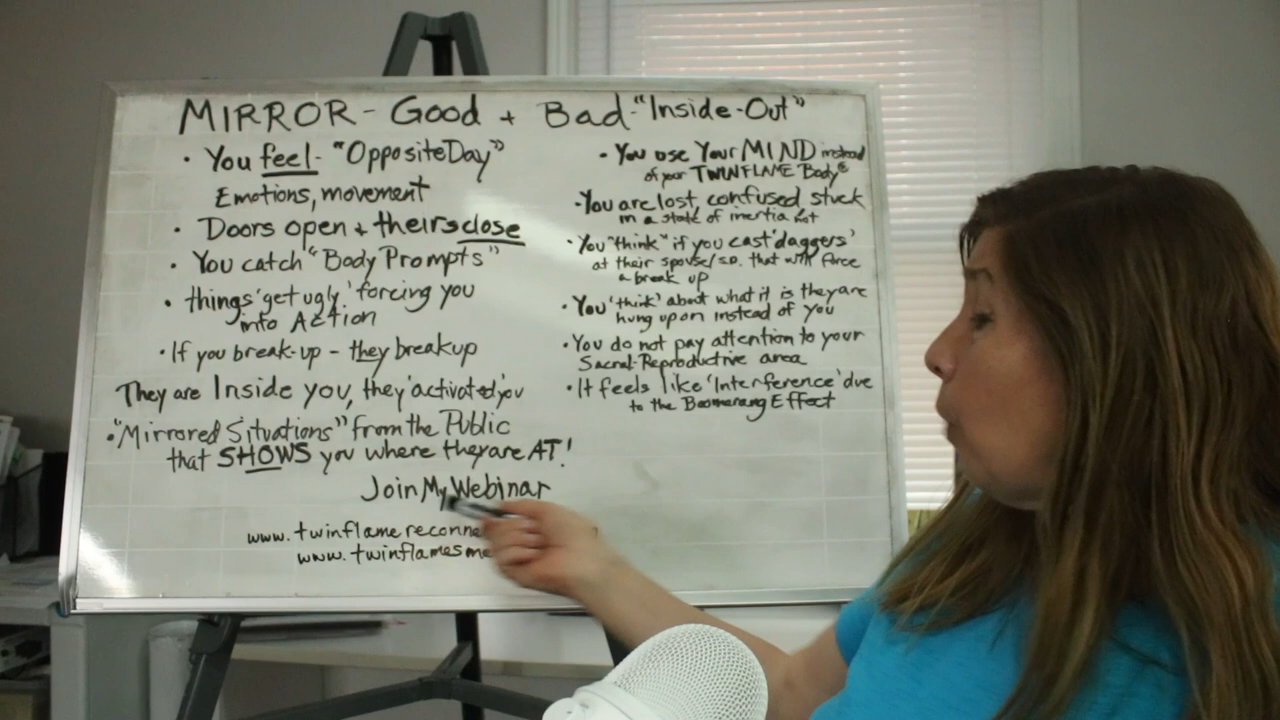 MIRROR - Good + Bad - "Inside-Out"
• You feel - "Opposite Day"
Emotions, movement
• Doors open + theirs close
• You catch "Body Prompts"
• things 'get ugly,' forcing you
into Action
• If you break-up - they breakup
They are Inside you, they 'activated' you
• "Mirrored Situations" from the Public
that SHOWS you where they are AT!
Join My Webinar
www.twinflamereconne
www.twinflamesme
• You use Your MIND instead
of your TWINFLAME Body®
• You are lost, confused stuck
in a state of inertia
• You "think" if you cast 'daggers'
at their spouse/s.o. that will force
a break up
• You 'think' about what it is they are
hung up on instead of you
• You do not pay attention to your
Sacral-Reproductive area
• It feels like 'Interference' due
to the Boomerang Effect